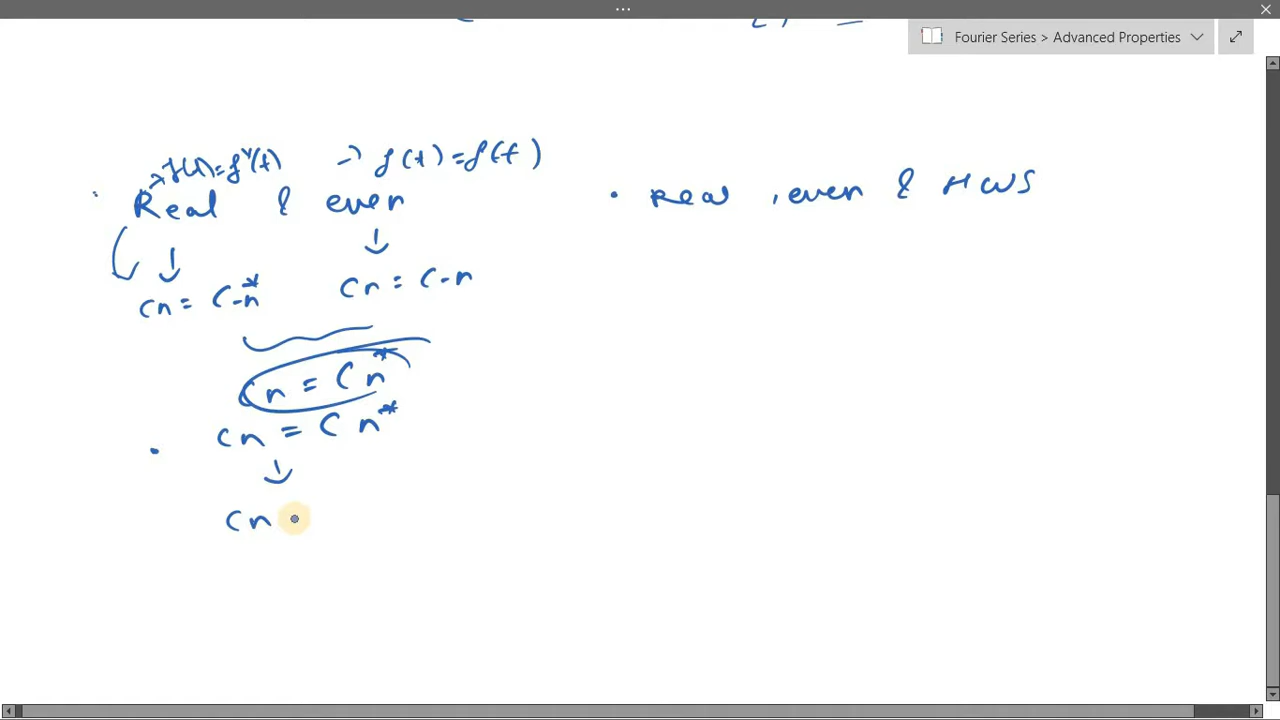 Fourier Series > Advanced Properties
f(t)=f*(t) → f(t)=f(t)
• Real & even
Cn = C-n* Cn = C-n
Cn = Cn*
• Cn = Cn*
Cn
• Real, even & HWS